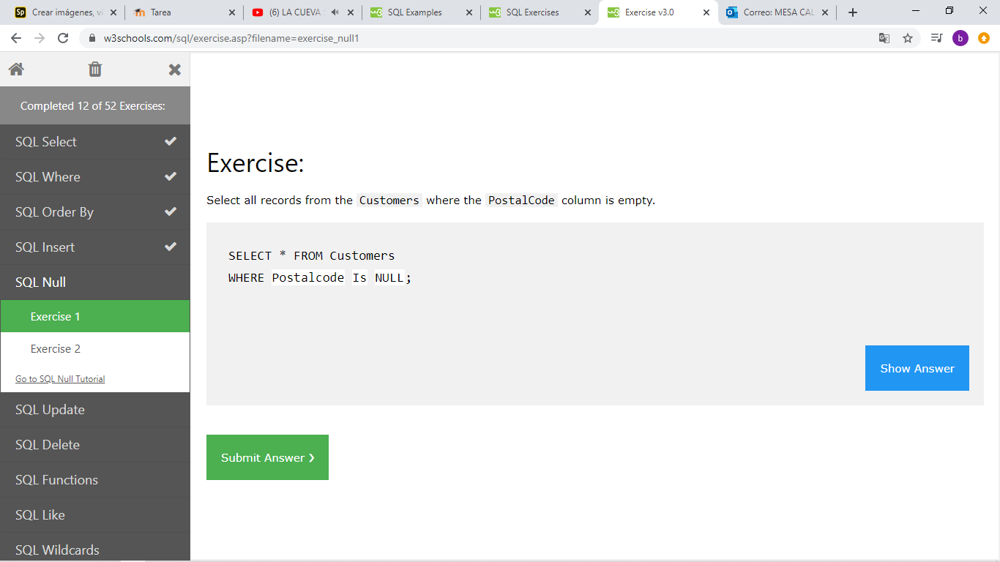 Crear imágenes, ví
Tarea
(6) LA CUEVA S
SQL Examples
SQL Exercises
Exercise v3.0
Correo: MESA CAL
w3schools.com/sql/exercise.asp?filename=exercise_null1
b
Completed 12 of 52 Exercises:
SQL Select
SQL Where
SQL Order By
SQL Insert
SQL Null
Exercise 1
Exercise 2
Go to SQL Null Tutorial
SQL Update
SQL Delete
SQL Functions
SQL Like
SQL Wildcards
Exercise:
Select all records from the Customers where the PostalCode column is empty.
SELECT * FROM Customers
WHERE Postalcode Is NULL;
Show Answer
Submit Answer ❯